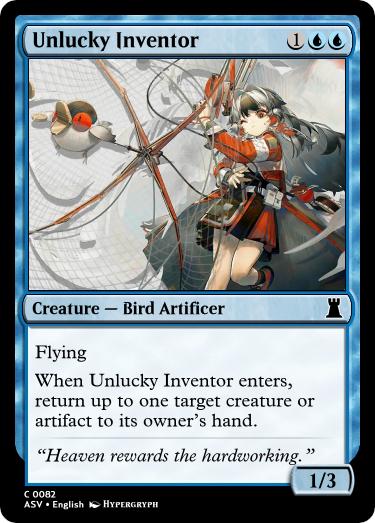 Unlucky Inventor 1
Creature — Bird Artificer
Flying
When Unlucky Inventor enters,
return up to one target creature or
artifact to its owner's hand.
“Heaven rewards the hardworking.”
1/3
C 0082
ASV • English HYPERGRYPH